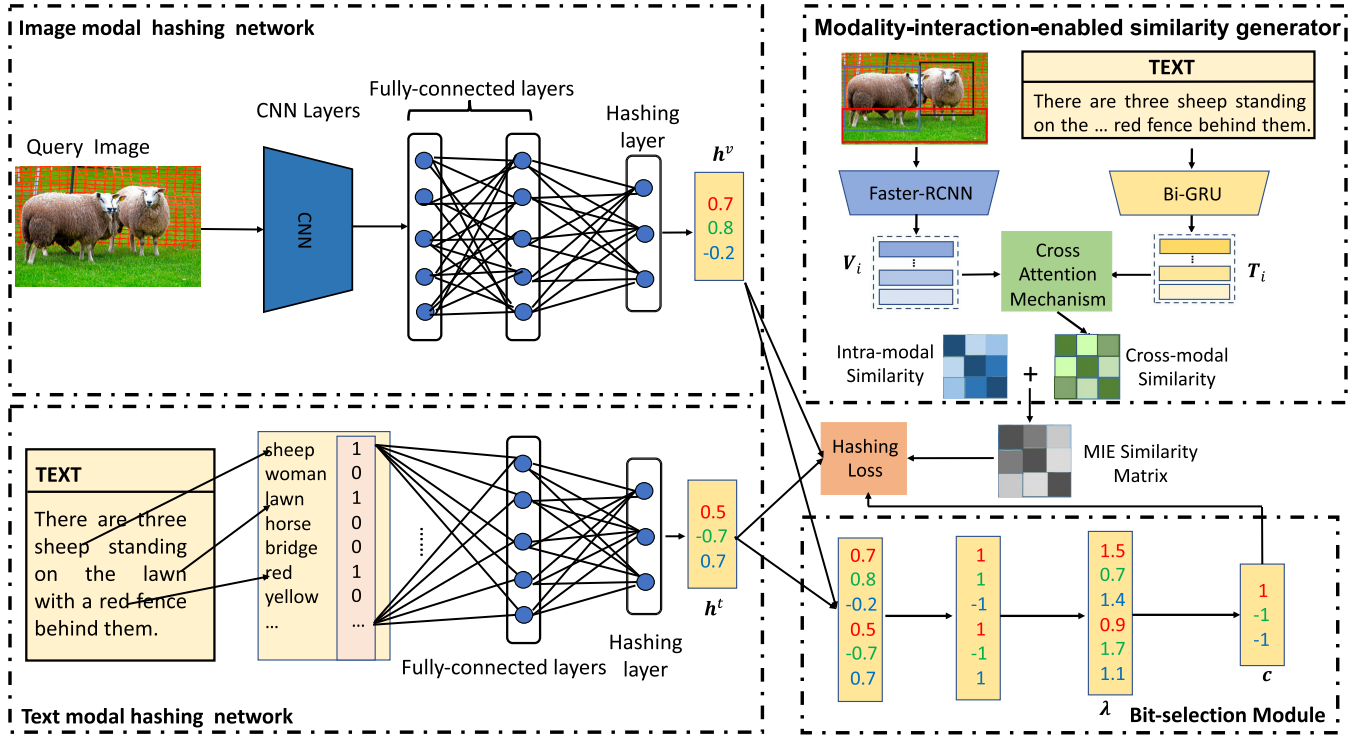 Image modal hashing network
Query Image
CNN Layers
CNN
Fully-connected layers
Hashing
layer
h^v
0.7
0.8
-0.2
Modality-interaction-enabled similarity generator
TEXT
There are three sheep standing
on the ... red fence behind them.
Faster-RCNN
Bi-GRU
V_i
...
Cross
Attention
Mechanism
...
T_i
Intra-modal
Similarity
+
Cross-modal
Similarity
Hashing
Loss
MIE Similarity
Matrix
TEXT
There are three
sheep standing
on the lawn
with a red fence
behind them.
sheep 1
woman 0
lawn 1
horse 0
bridge 0
red 1
yellow 0
... ...
......
Fully-connected layers
Hashing
layer
0.5
-0.7
0.7
h^t
Text modal hashing network
0.7
0.8
-0.2
0.5
-0.7
0.7
1
1
-1
1
-1
1
1.5
0.7
1.4
0.9
1.7
1.1
λ
1
-1
-1
c
Bit-selection Module